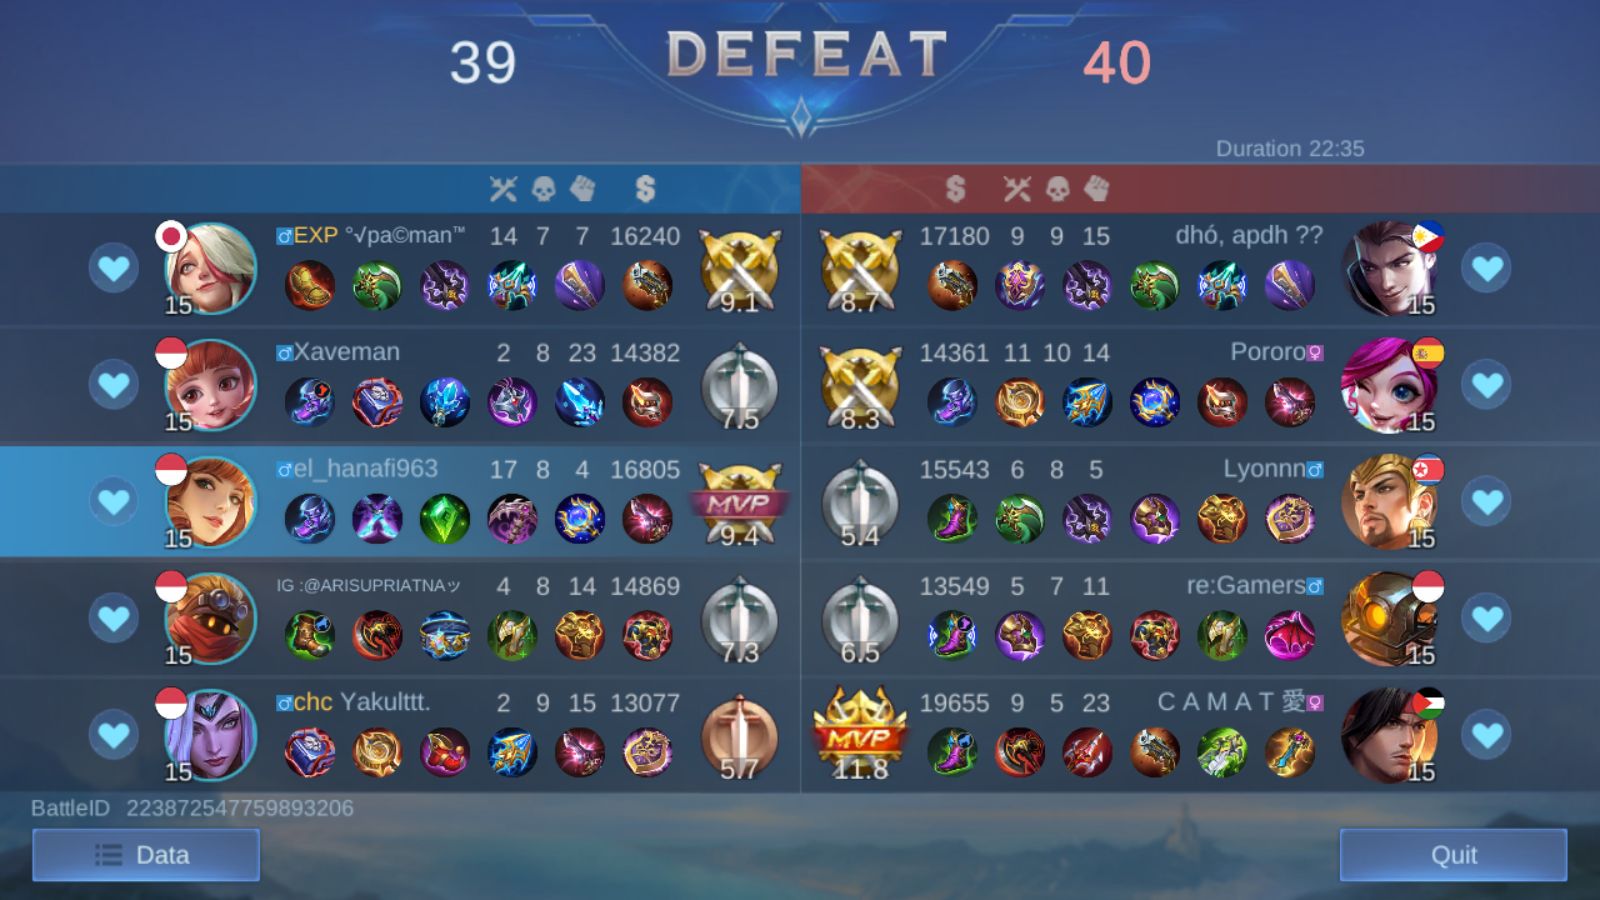 39 DEFEAT 40
Duration 22:35
EXP °√pa©man™ 14 7 7 16240
15 9.1
17180 9 9 15 dhó, apdh ??
8.7 15
Xaveman 2 8 23 14382
15 7.5
14361 11 10 14 Pororo
8.3 15
el_hanafi963 17 8 4 16805
MVP
15 9.4
15543 6 8 5 Lyonnn
5.4 15
IG :@ARISUPRIATNAッ 4 8 14 14869
15 7.3
13549 5 7 11 re:Gamers
6.5 15
chc Yakulttt. 2 9 15 13077
15 5.7
19655 9 5 23 C A M A T 愛
MVP
11.8 15
BattleID 223872547759893206
Data
Quit